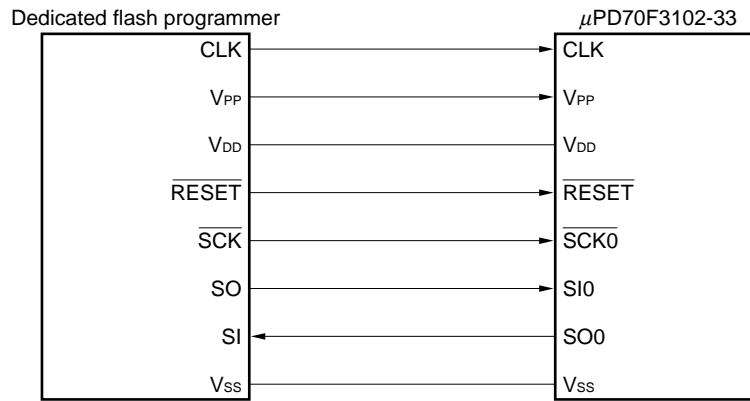 Dedicated flash programmer μPD70F3102-33
CLK CLK
VPP VPP
VDD VDD
RESET RESET
SCK SCK0
SO SI0
SI SO0
VSS VSS